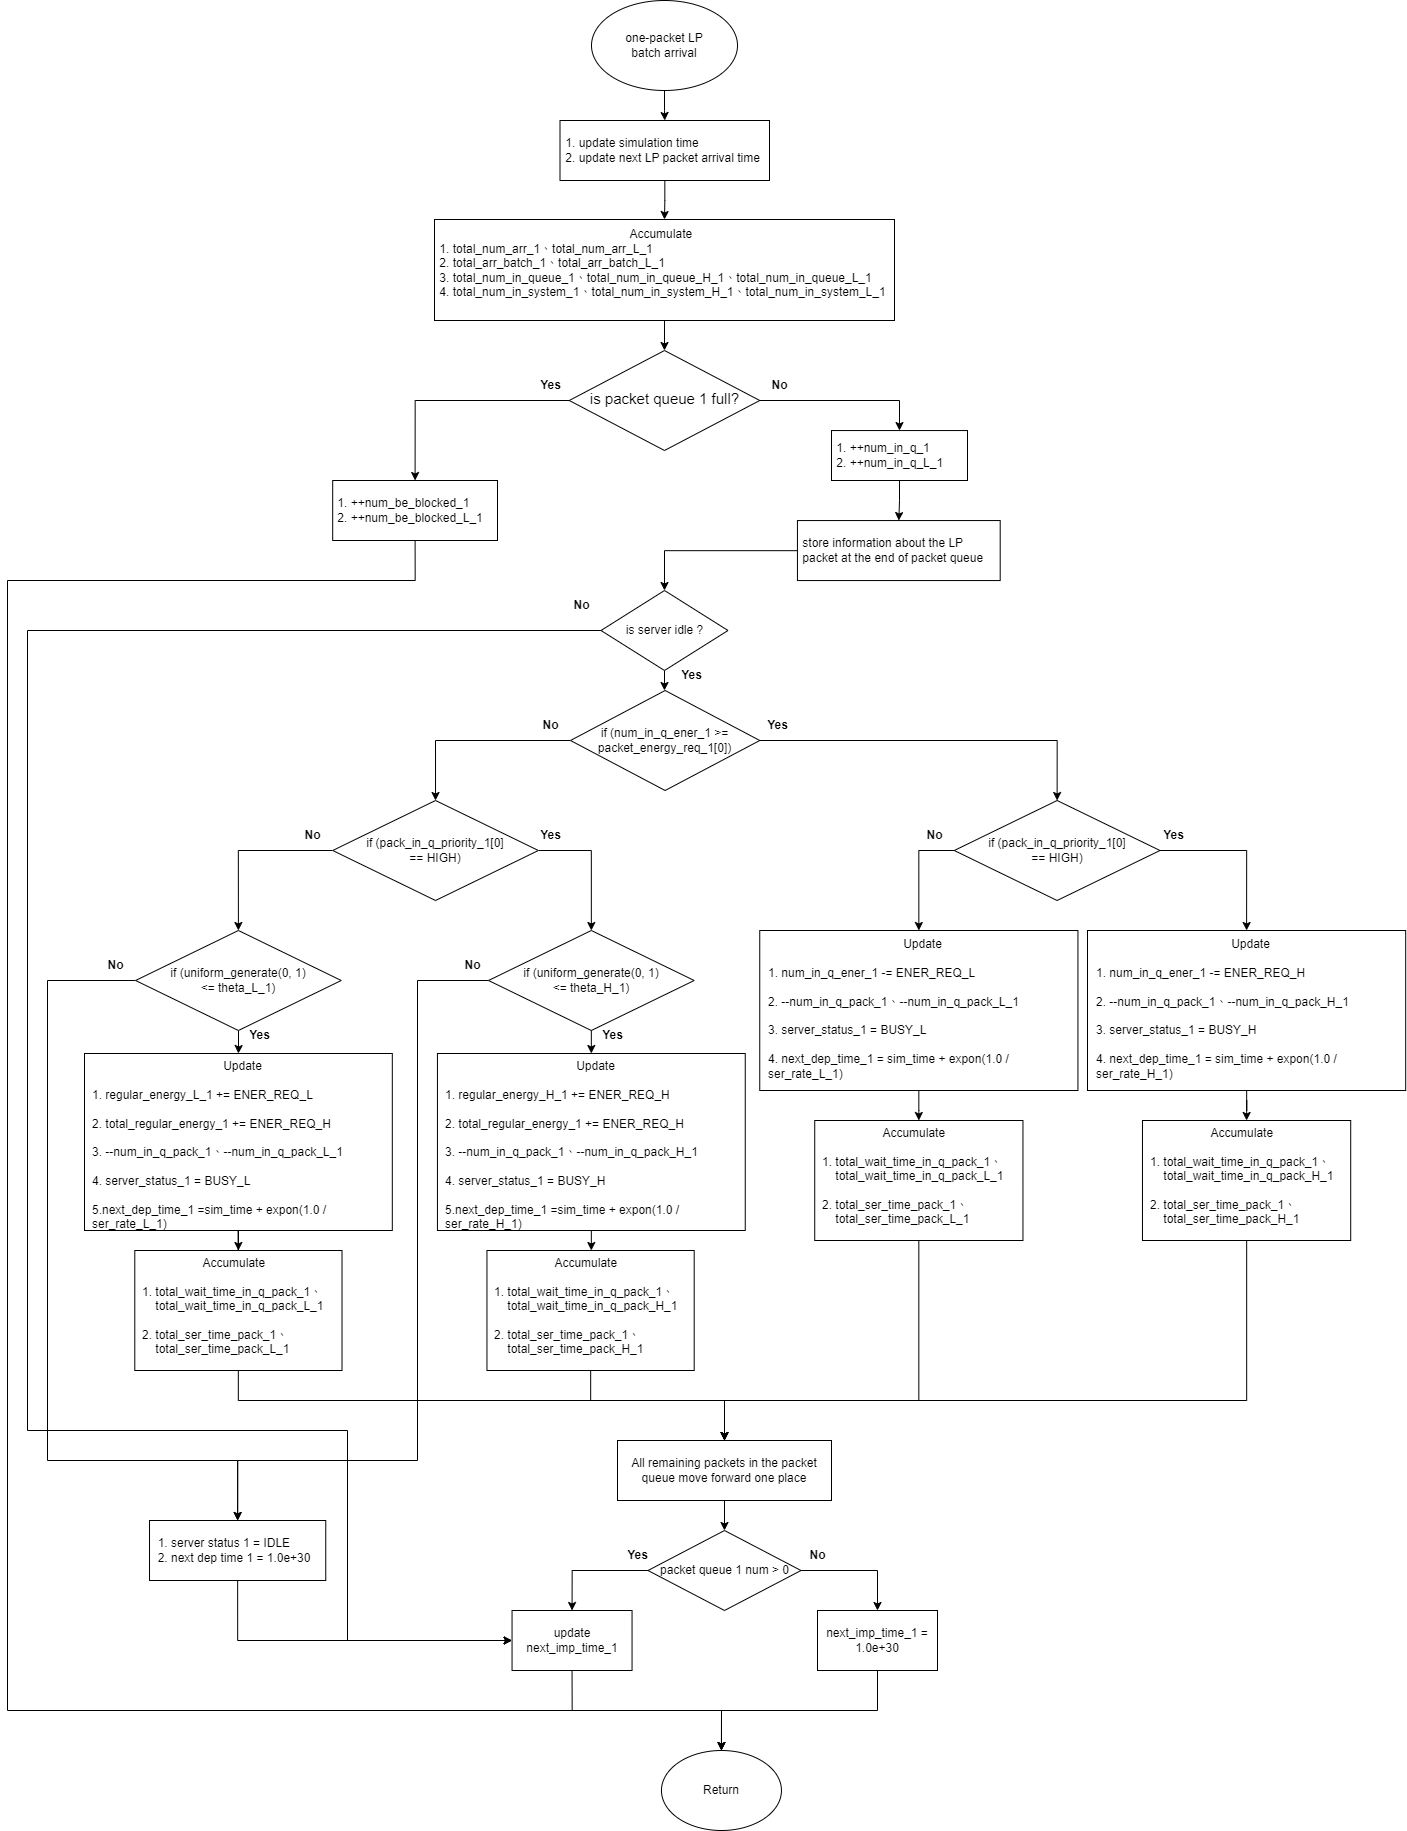 one-packet LP
batch arrival
1. update simulation time
2. update next LP packet arrival time
Accumulate
1. total_num_arr_1、total_num_arr_L_1
2. total_arr_batch_1、total_arr_batch_L_1
3. total_num_in_queue_1、total_num_in_queue_H_1、total_num_in_queue_L_1
4. total_num_in_system_1、total_num_in_system_H_1、total_num_in_system_L_1
Yes
is packet queue 1 full?
No
1. ++num_in_q_1
2. ++num_in_q_L_1
1. ++num_be_blocked_1
2. ++num_be_blocked_L_1
store information about the LP
packet at the end of packet queue
No
is server idle ?
Yes
No
if (num_in_q_ener_1 >=
packet_energy_req_1[0])
Yes
No
if (pack_in_q_priority_1[0]
== HIGH)
Yes
No
if (pack_in_q_priority_1[0]
== HIGH)
Yes
No
if (uniform_generate(0, 1)
<= theta_L_1)
Yes
No
if (uniform_generate(0, 1)
<= theta_H_1)
Yes
Update
1. num_in_q_ener_1 -= ENER_REQ_L
2. --num_in_q_pack_1、--num_in_q_pack_L_1
3. server_status_1 = BUSY_L
4. next_dep_time_1 = sim_time + expon(1.0 /
ser_rate_L_1)
Update
1. num_in_q_ener_1 -= ENER_REQ_H
2. --num_in_q_pack_1、--num_in_q_pack_H_1
3. server_status_1 = BUSY_H
4. next_dep_time_1 = sim_time + expon(1.0 /
ser_rate_H_1)
Update
1. regular_energy_L_1 += ENER_REQ_L
2. total_regular_energy_1 += ENER_REQ_H
3. --num_in_q_pack_1、--num_in_q_pack_L_1
4. server_status_1 = BUSY_L
5.next_dep_time_1 =sim_time + expon(1.0 /
ser_rate_L_1)
Update
1. regular_energy_H_1 += ENER_REQ_H
2. total_regular_energy_1 += ENER_REQ_H
3. --num_in_q_pack_1、--num_in_q_pack_H_1
4. server_status_1 = BUSY_H
5.next_dep_time_1 =sim_time + expon(1.0 /
ser_rate_H_1)
Accumulate
1. total_wait_time_in_q_pack_1、
total_wait_time_in_q_pack_L_1
2. total_ser_time_pack_1、
total_ser_time_pack_L_1
Accumulate
1. total_wait_time_in_q_pack_1、
total_wait_time_in_q_pack_H_1
2. total_ser_time_pack_1、
total_ser_time_pack_H_1
Accumulate
1. total_wait_time_in_q_pack_1、
total_wait_time_in_q_pack_L_1
2. total_ser_time_pack_1、
total_ser_time_pack_L_1
Accumulate
1. total_wait_time_in_q_pack_1、
total_wait_time_in_q_pack_H_1
2. total_ser_time_pack_1、
total_ser_time_pack_H_1
All remaining packets in the packet
queue move forward one place
1. server status 1 = IDLE
2. next dep time 1 = 1.0e+30
Yes
packet queue 1 num > 0
No
update
next_imp_time_1
next_imp_time_1 =
1.0e+30
Return